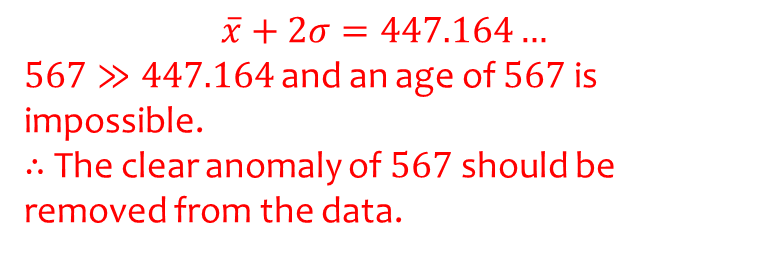 x̄ + 2σ = 447.164 …
567 ≫ 447.164 and an age of 567 is
impossible.
∴ The clear anomaly of 567 should be
removed from the data.